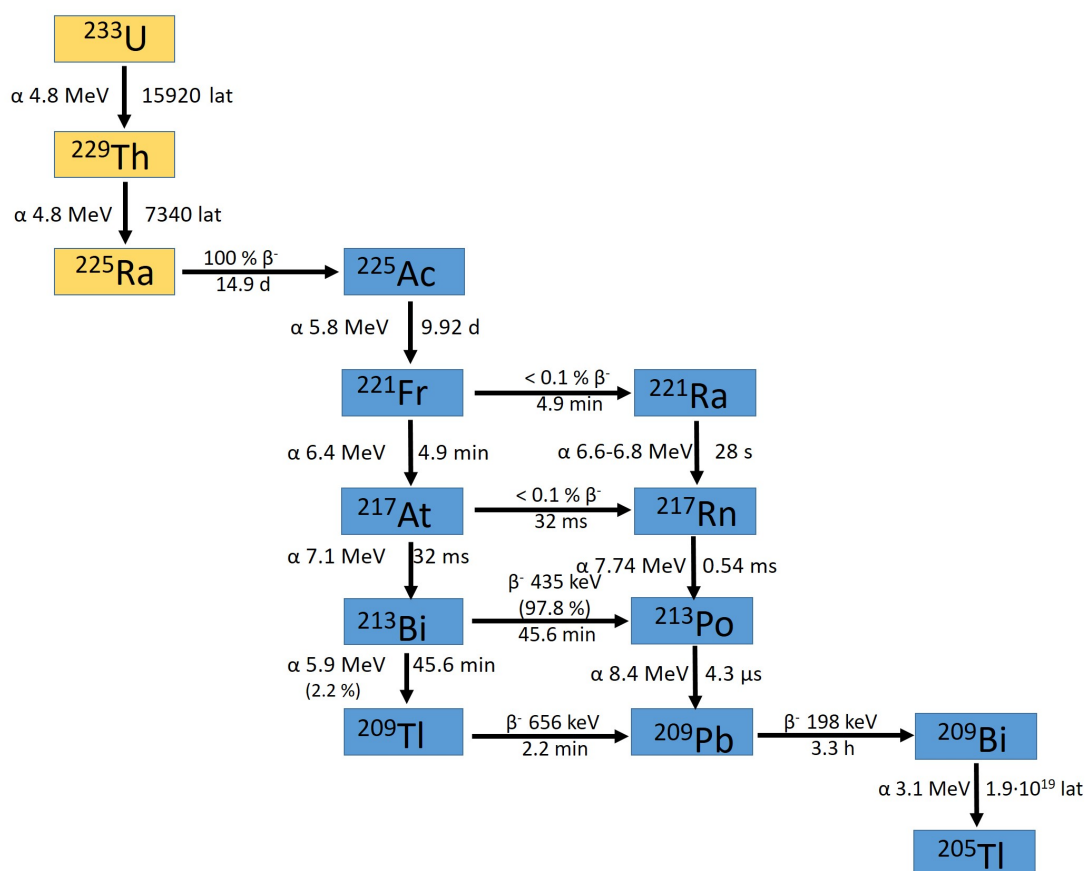 ²³³U
α 4.8 MeV 15920 lat
²²⁹Th
α 4.8 MeV 7340 lat
²²⁵Ra
100 % β⁻
14.9 d
²²⁵Ac
α 5.8 MeV 9.92 d
²²¹Fr
< 0.1 % β⁻
4.9 min
²²¹Ra
α 6.4 MeV 4.9 min
α 6.6-6.8 MeV 28 s
²¹⁷At
< 0.1 % β⁻
32 ms
²¹⁷Rn
α 7.1 MeV 32 ms
α 7.74 MeV 0.54 ms
²¹³Bi
β⁻ 435 keV
(97.8 %)
45.6 min
²¹³Po
α 5.9 MeV 45.6 min
(2.2 %)
α 8.4 MeV 4.3 µs
²⁰⁹Tl
β⁻ 656 keV
2.2 min
²⁰⁹Pb
β⁻ 198 keV
3.3 h
²⁰⁹Bi
α 3.1 MeV 1.9·10¹⁹ lat
²⁰⁵Tl